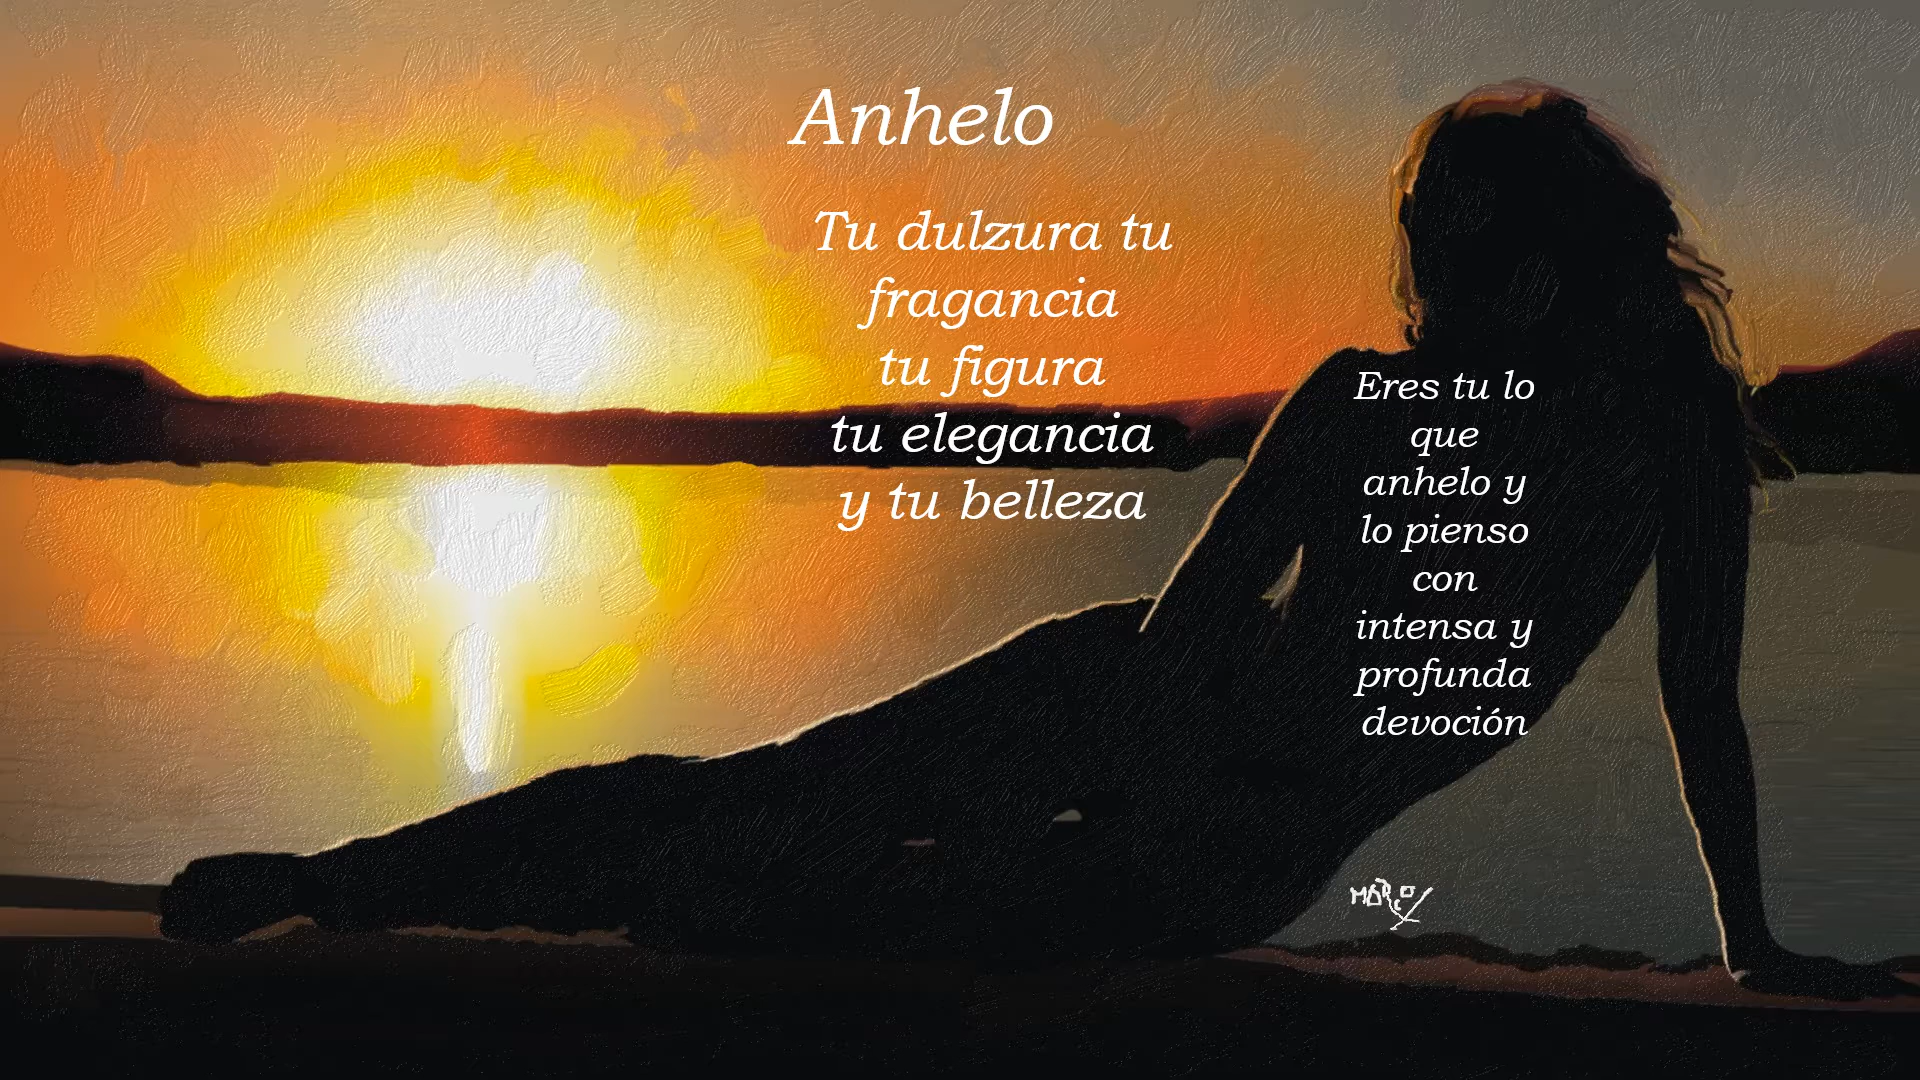 Anhelo
Tu dulzura tu
fragancia
tu figura
tu elegancia
y tu belleza
Eres tu lo
que
anhelo y
lo pienso
con
intensa y
profunda
devoción
MARCO